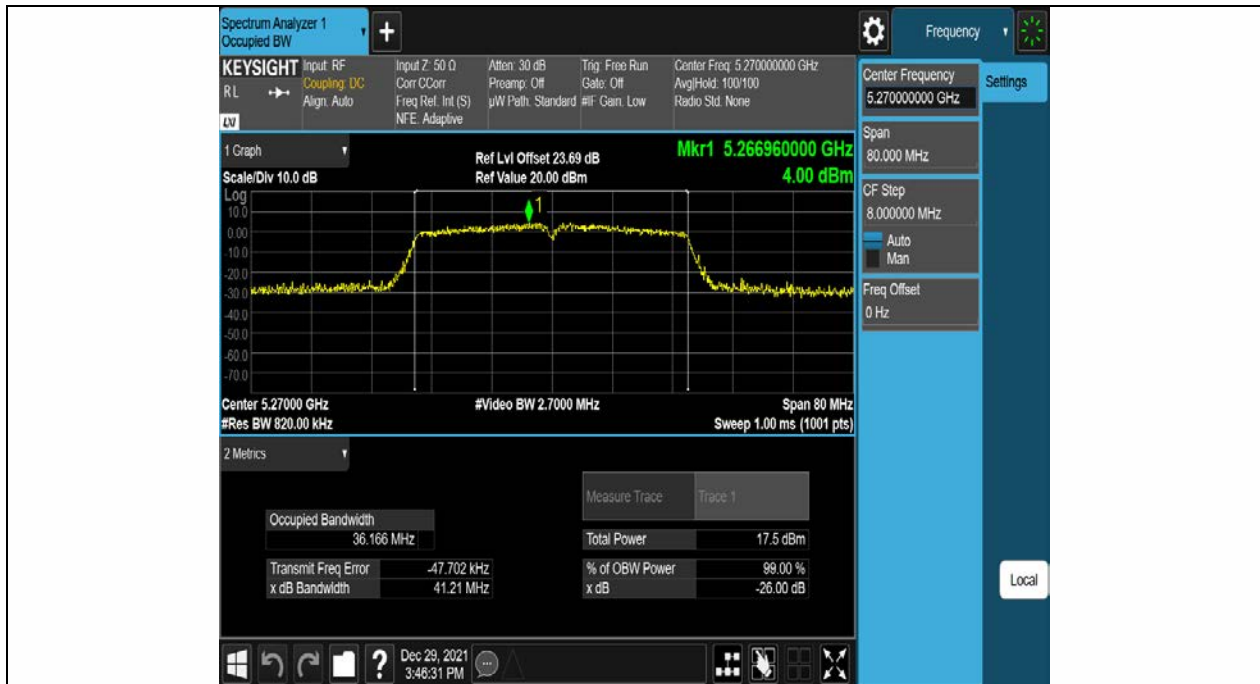 Spectrum Analyzer 1
Occupied BW
+
Frequency
KEYSIGHT
RL
LXI
Input: RF
Coupling: DC
Align: Auto
Input Z: 50 Ω
Corr CCorr
Freq Ref: Int (S)
NFE: Adaptive
Atten: 30 dB
Preamp: Off
µW Path: Standard
Trig: Free Run
Gate: Off
#IF Gain: Low
Center Freq: 5.270000000 GHz
Avg|Hold: 100/100
Radio Std: None
Center Frequency
5.270000000 GHz
Settings
Span
80.000 MHz
CF Step
8.000000 MHz
Auto
Man
Freq Offset
0 Hz
Local
1 Graph
Scale/Div 10.0 dB
Ref Lvl Offset 23.69 dB
Ref Value 20.00 dBm
Mkr1 5.266960000 GHz
4.00 dBm
Log
10.0
0.00
-10.0
-20.0
-30.0
-40.0
-50.0
-60.0
-70.0
1
Center 5.27000 GHz
#Video BW 2.7000 MHz
Span 80 MHz
#Res BW 820.00 kHz
Sweep 1.00 ms (1001 pts)
2 Metrics
Measure Trace Trace 1
Occupied Bandwidth
36.166 MHz
Total Power 17.5 dBm
Transmit Freq Error -47.702 kHz
% of OBW Power 99.00 %
x dB Bandwidth 41.21 MHz
x dB -26.00 dB
?
Dec 29, 2021
3:46:31 PM